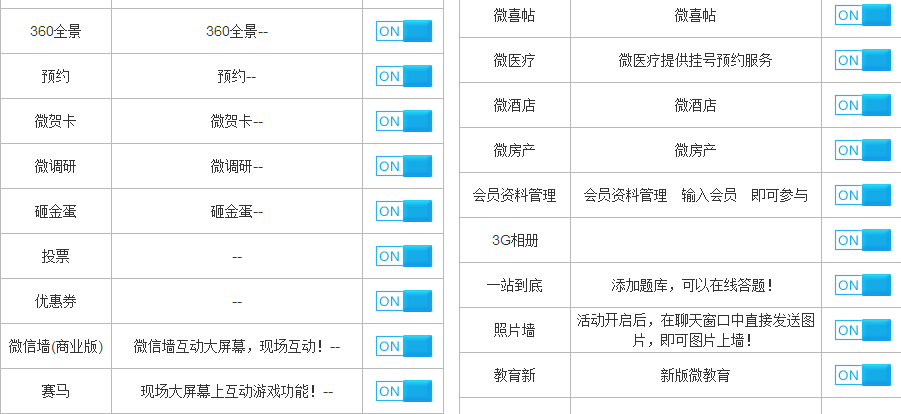 360全景 360全景-- ON
预约 预约-- ON
微贺卡 微贺卡-- ON
微调研 微调研-- ON
砸金蛋 砸金蛋-- ON
投票 -- ON
优惠券 -- ON
微信墙(商业版) 微信墙互动大屏幕，现场互动！-- ON
赛马 现场大屏幕上互动游戏功能！-- ON
微喜帖 微喜帖 ON
微医疗 微医疗提供挂号预约服务 ON
微酒店 微酒店 ON
微房产 微房产 ON
会员资料管理 会员资料管理 输入会员 即可参与 ON
3G相册 ON
一站到底 添加题库，可以在线答题！ ON
照片墙 活动开启后，在聊天窗口中直接发送图 ON
片，即可图片上墙！
教育新 新版微教育 ON